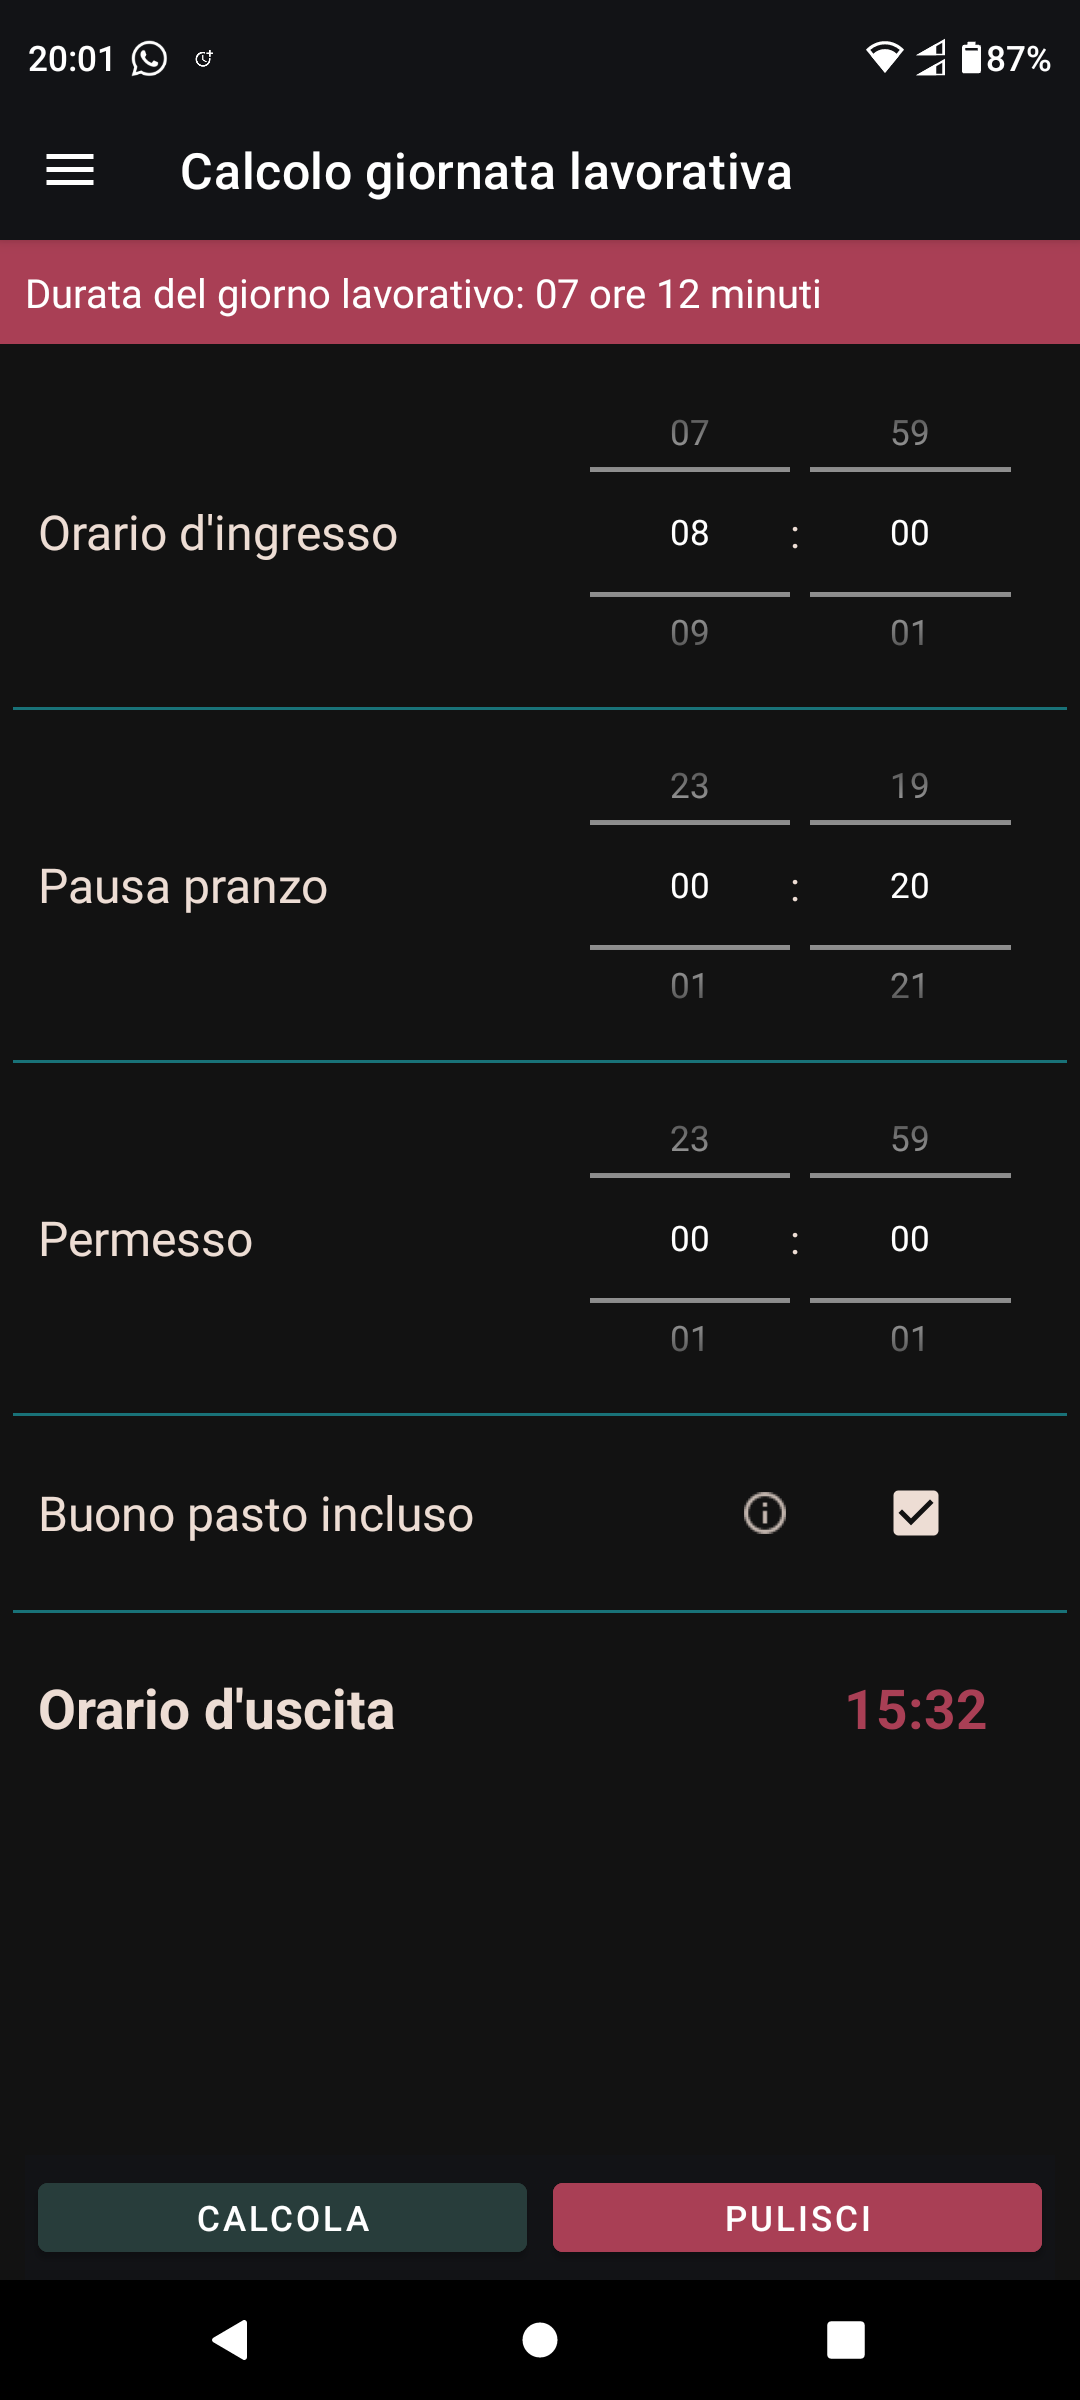 20:01 87%
Calcolo giornata lavorativa
Durata del giorno lavorativo: 07 ore 12 minuti
07 59
Orario d'ingresso 08 : 00
09 01
23 19
Pausa pranzo 00 : 20
01 21
23 59
Permesso 00 : 00
01 01
Buono pasto incluso
Orario d'uscita 15:32
CALCOLA PULISCI